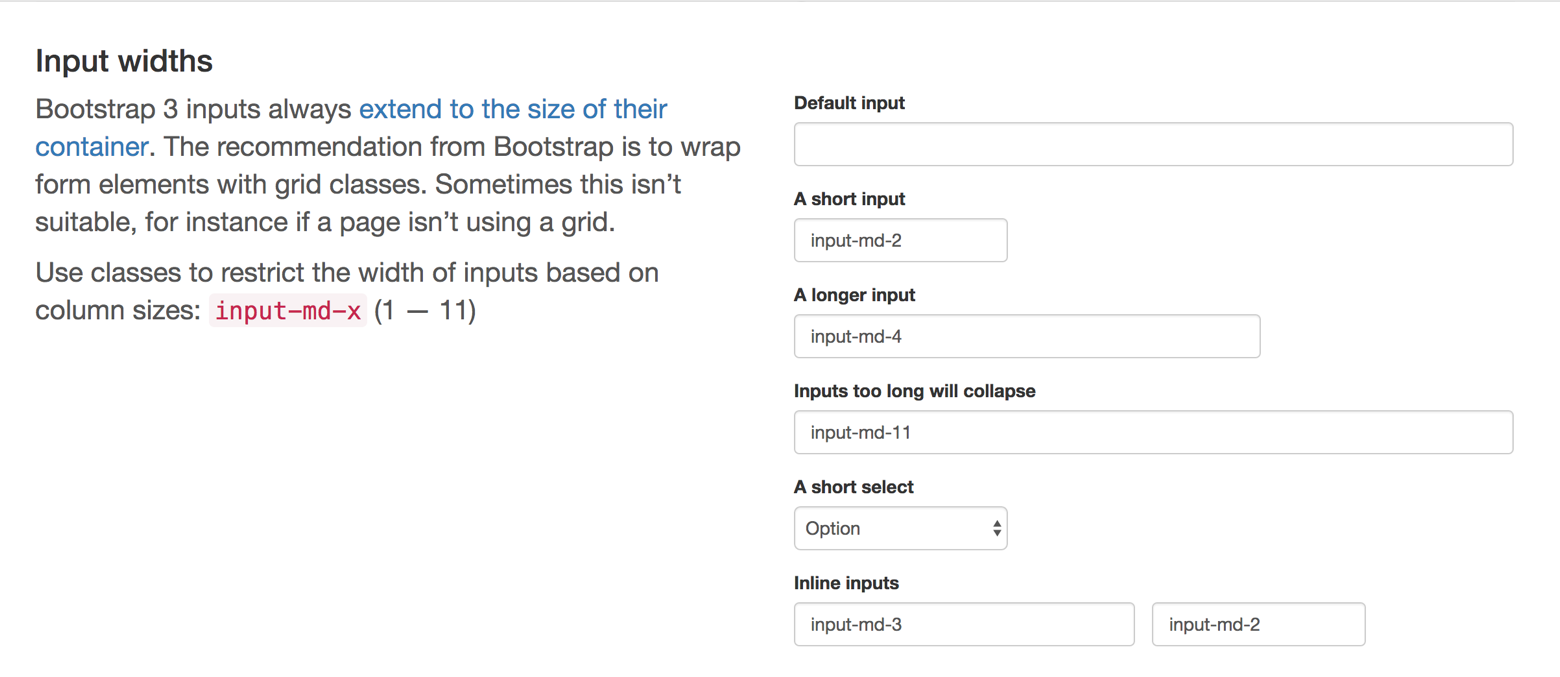 Input widths
Bootstrap 3 inputs always extend to the size of their
container. The recommendation from Bootstrap is to wrap
form elements with grid classes. Sometimes this isn’t
suitable, for instance if a page isn’t using a grid.
Use classes to restrict the width of inputs based on
column sizes: input-md-x (1 — 11)
Default input
A short input
input-md-2
A longer input
input-md-4
Inputs too long will collapse
input-md-11
A short select
Option
Inline inputs
input-md-3 input-md-2